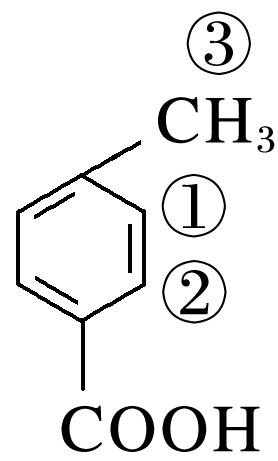 ③
CH₃
①
②
COOH